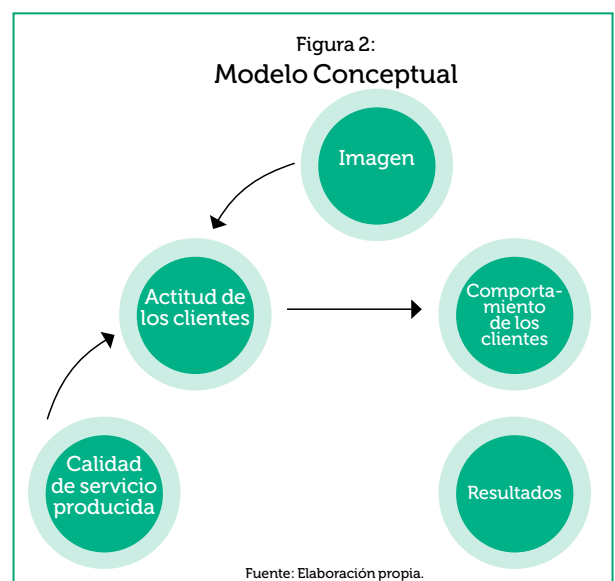 Figura 2:
Modelo Conceptual
Imagen
Actitud de
los clientes
Comporta-
miento
de los
clientes
Calidad
de servicio
producida
Resultados
Fuente: Elaboración propia.